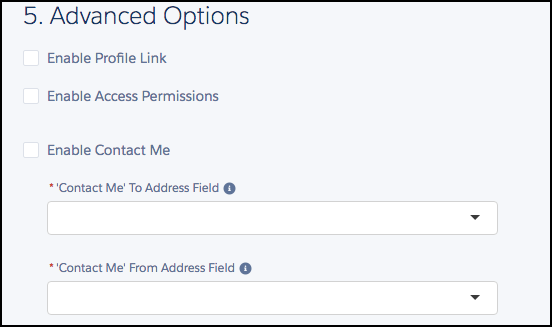 5. Advanced Options
Enable Profile Link
Enable Access Permissions
Enable Contact Me
* 'Contact Me' To Address Field
* 'Contact Me' From Address Field